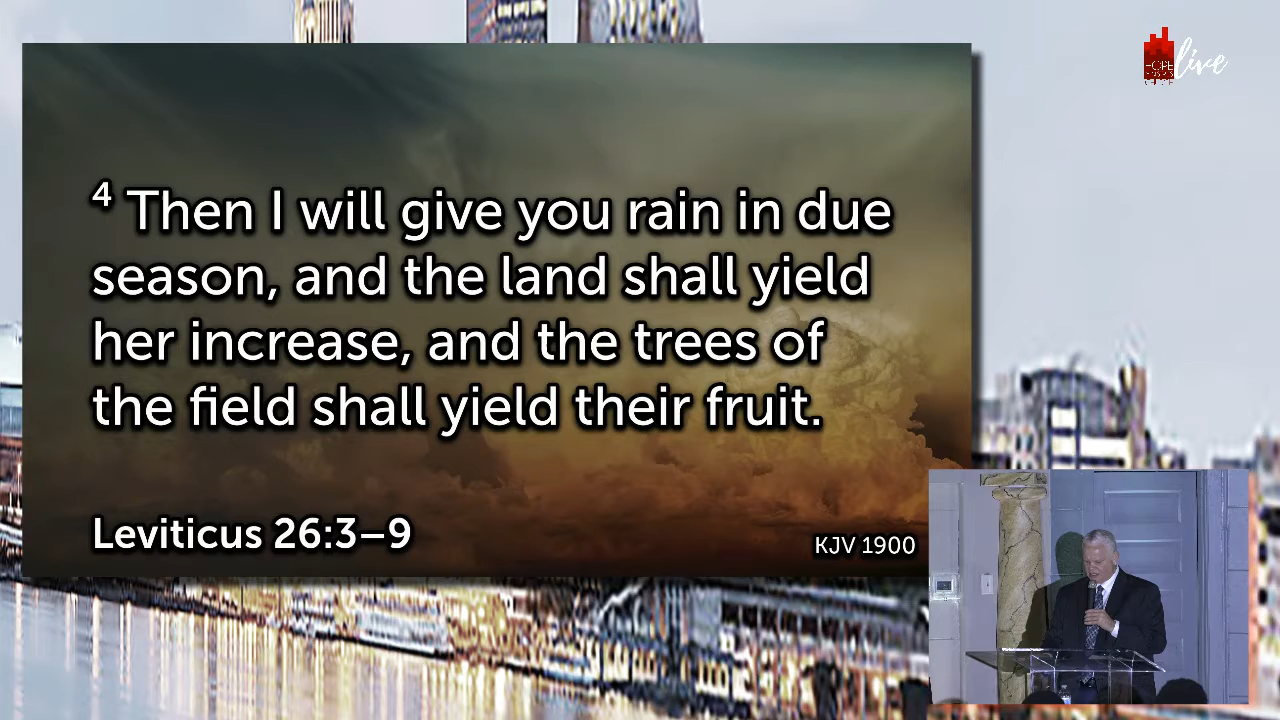 ⁴ Then I will give you rain in due
season, and the land shall yield
her increase, and the trees of
the field shall yield their fruit.
Leviticus 26:3–9
KJV 1900
live
HOPE